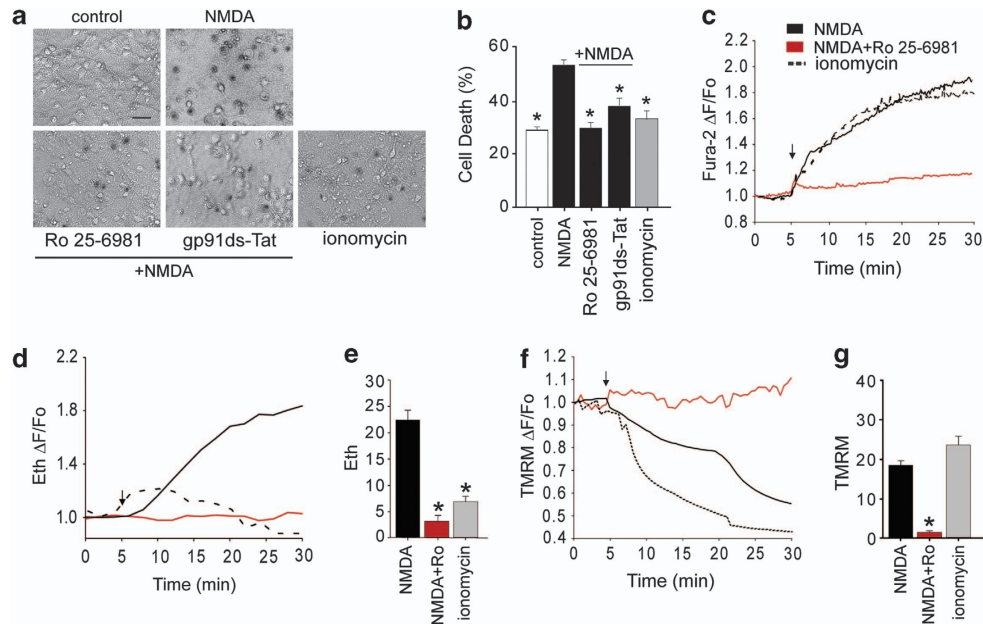 a
control NMDA
Ro 25-6981 gp91ds-Tat ionomycin
+NMDA
b
+NMDA
Cell Death (%)
60
40
20
0
* * * *
control
NMDA
Ro 25-6981
gp91ds-Tat
ionomycin
c
NMDA
NMDA+Ro 25-6981
ionomycin
Fura-2 ΔF/Fo
2.2
2.0
1.8
1.6
1.4
1.2
1.0
0.8
0 5 10 15 20 25 30
Time (min)
d
Eth ΔF/Fo
2.2
1.8
1.4
1.0
0 5 10 15 20 25 30
Time (min)
e
Eth
30
25
20
15
10
5
0
* *
NMDA
NMDA+Ro
ionomycin
f
TMRM ΔF/Fo
1.2
1.1
1.0
0.9
0.8
0.7
0.6
0.5
0.4
0 5 10 15 20 25 30
Time (min)
g
TMRM
40
30
20
10
0
*
NMDA
NMDA+Ro
ionomycin